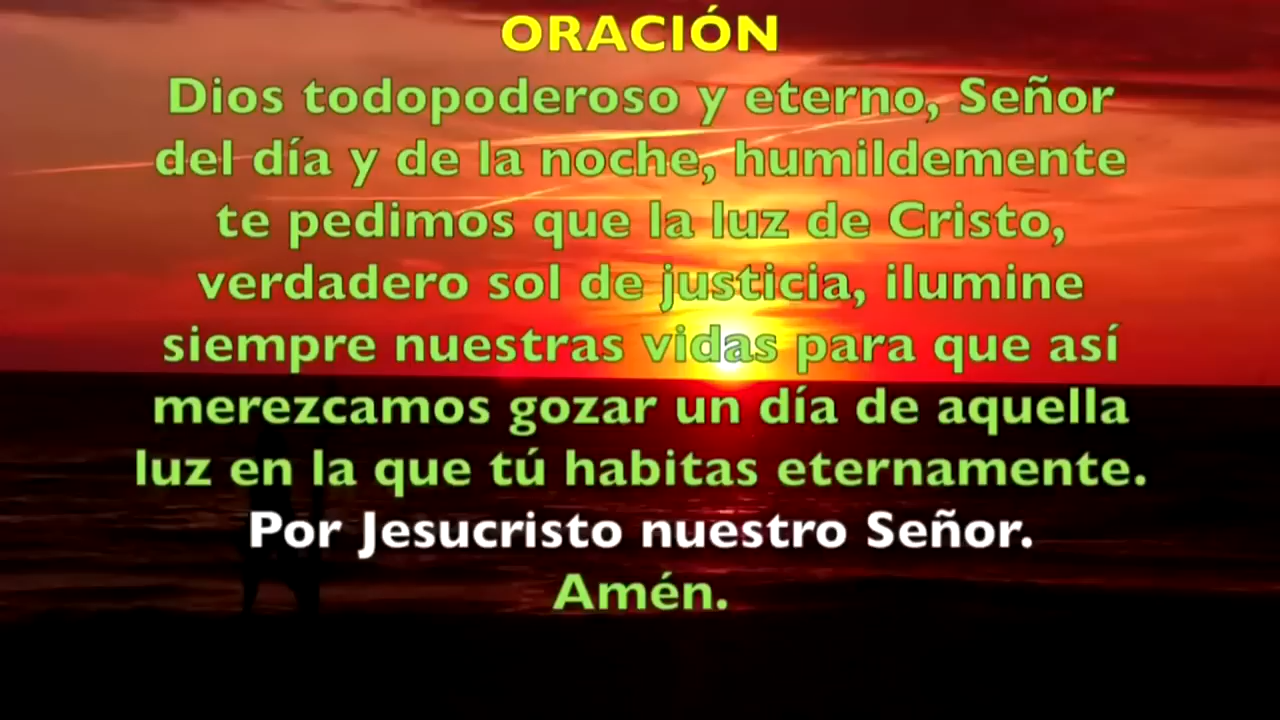 ORACIÓN
Dios todopoderoso y eterno, Señor
del día y de la noche, humildemente
te pedimos que la luz de Cristo,
verdadero sol de justicia, ilumine
siempre nuestras vidas para que así
merezcamos gozar un día de aquella
luz en la que tú habitas eternamente.
Por Jesucristo nuestro Señor.
Amén.